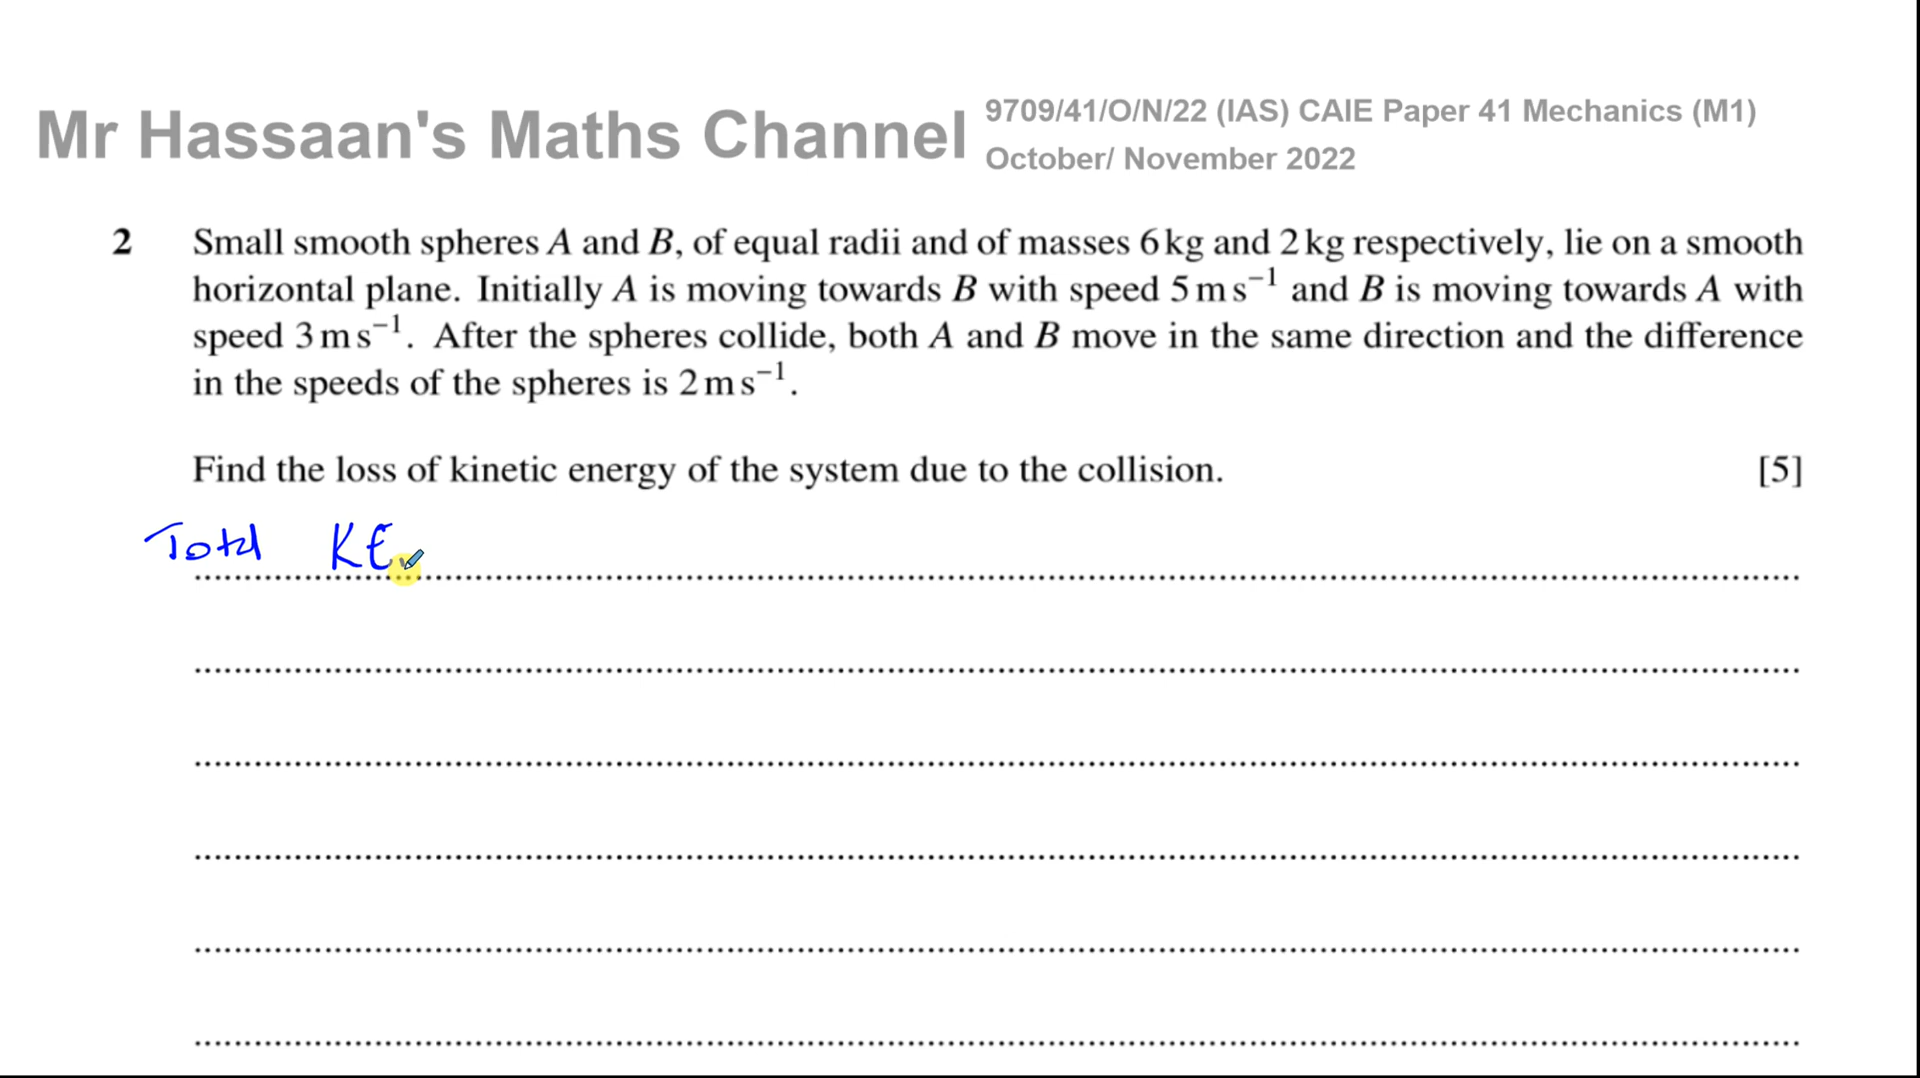 Mr Hassaan's Maths Channel
9709/41/O/N/22 (IAS) CAIE Paper 41 Mechanics (M1)
October/ November 2022
2 Small smooth spheres A and B, of equal radii and of masses 6 kg and 2 kg respectively, lie on a smooth
horizontal plane. Initially A is moving towards B with speed 5 m s⁻¹ and B is moving towards A with
speed 3 m s⁻¹. After the spheres collide, both A and B move in the same direction and the difference
in the speeds of the spheres is 2 m s⁻¹.
Find the loss of kinetic energy of the system due to the collision. [5]
Total KE